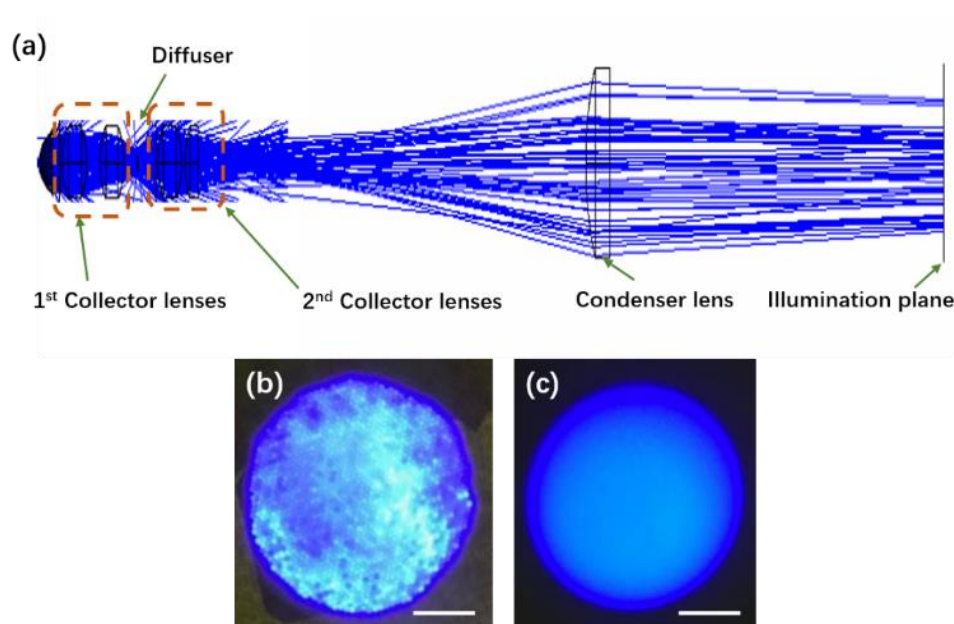 (a)
Diffuser
1st Collector lenses
2nd Collector lenses
Condenser lens
Illumination plane
(b)
(c)